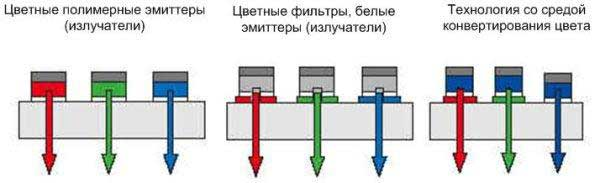 Цветные полимерные эмиттеры
(излучатели)
Цветные фильтры, белые
эмиттеры (излучатели)
Технология со средой
конвертирования цвета